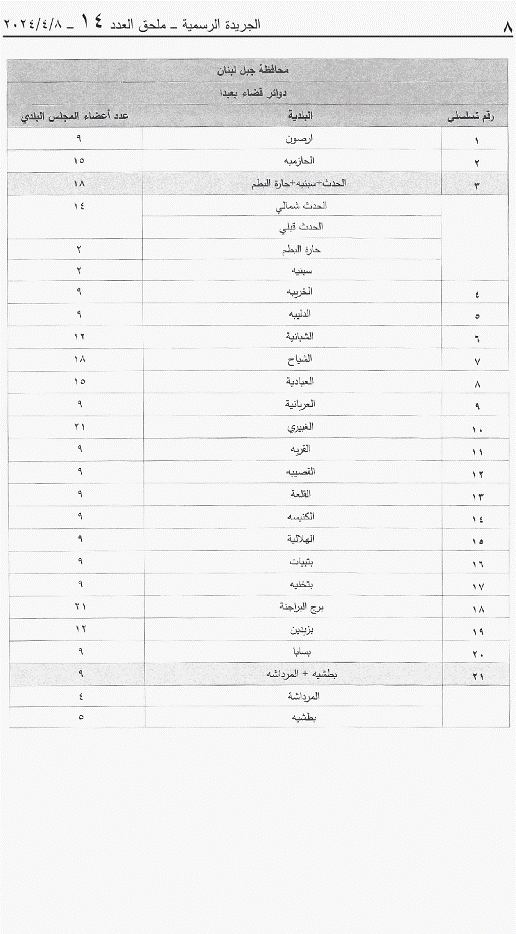 ٨ الجريدة الرسمية ــ ملحق العدد ١٤ ــ ٢٠٢٤/٤/٨
محافظة جبل لبنان
دوائر قضاء بعبدا
رقم تسلسلي البلدية عدد أعضاء المجلس البلدي
١ ارصون ٩
٢ الحازميه ١٥
٣ الحدث+سبنيه+حارة البطم ١٨
الحدث شمالي ١٤
الحدث قبلي
حارة البطم ٢
سبنيه ٢
٤ الخريبه ٩
٥ الدليبه ٩
٦ الشبانية ١٢
٧ الشياح ١٨
٨ العبادية ١٥
٩ العربانية ٩
١٠ الغبيري ٢١
١١ القريه ٩
١٢ القصيبه ٩
١٣ القلعة ٩
١٤ الكنيسه ٩
١٥ الهلالية ٩
١٦ بتبيات ٩
١٧ بتخنيه ٩
١٨ برج البراجنة ٢١
١٩ بزبدين ١٢
٢٠ بسابا ٩
٢١ بطشيه + المرداشه ٩
المرداشة ٤
بطشيه ٥